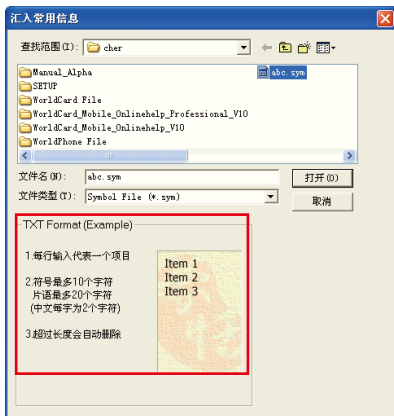 汇入常用信息
查找范围(I): cher
Manual_Alpha
SETUP
WorldCard File
WorldCard_Mobile_Onlinehelp_Professional_V10
WorldCard_Mobile_Onlinehelp_V10
WorldPhone File
abc.sym
文件名(N): abc.sym 打开(O)
文件类型(T): Symbol File (*.sym) 取消
TXT Format(Example)
1.每行输入代表一个项目
2.符号最多10个字符
片语最多20个字符
(中文每字为2个字符)
3.超过长度会自动删除
Item 1
Item 2
Item 3